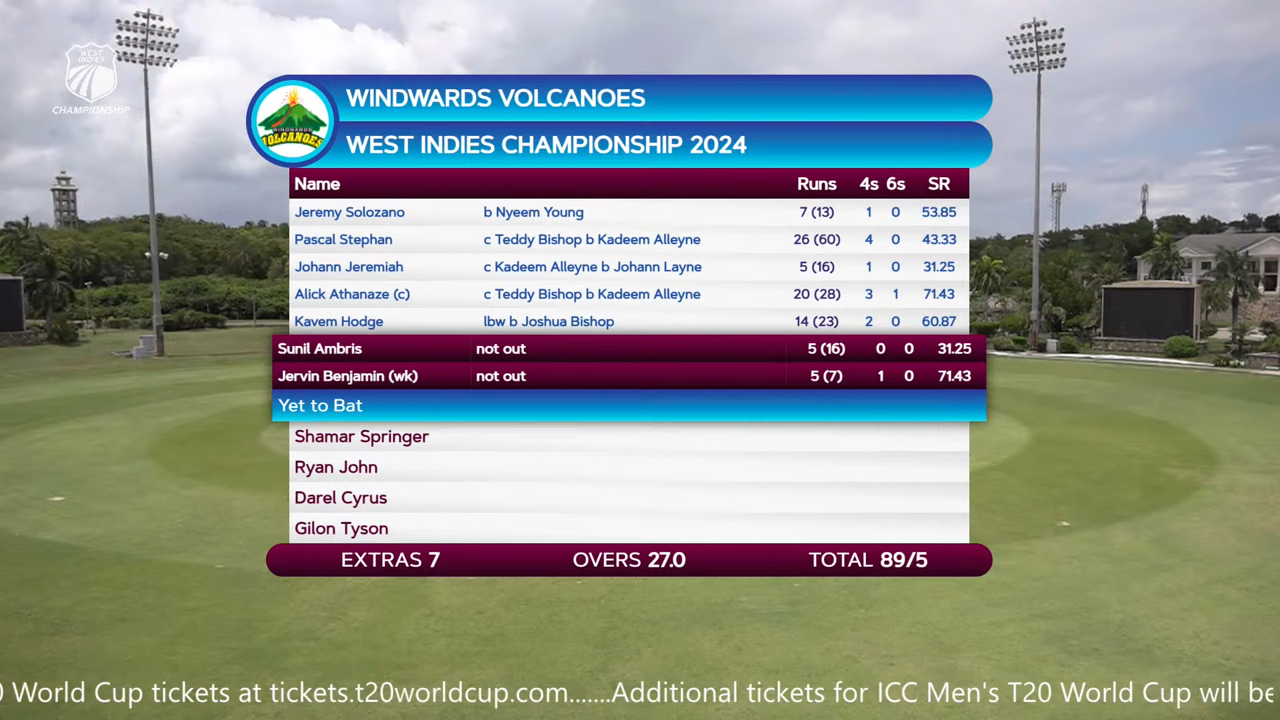 WEST INDIES
CHAMPIONSHIP
WINDWARDS VOLCANOES
WINDWARDS
VOLCANOES
WEST INDIES CHAMPIONSHIP 2024
Name Runs 4s 6s SR
Jeremy Solozano b Nyeem Young 7 (13) 1 0 53.85
Pascal Stephan c Teddy Bishop b Kadeem Alleyne 26 (60) 4 0 43.33
Johann Jeremiah c Kadeem Alleyne b Johann Layne 5 (16) 1 0 31.25
Alick Athanaze (c) c Teddy Bishop b Kadeem Alleyne 20 (28) 3 1 71.43
Kavem Hodge lbw b Joshua Bishop 14 (23) 2 0 60.87
Sunil Ambris not out 5 (16) 0 0 31.25
Jervin Benjamin (wk) not out 5 (7) 1 0 71.43
Yet to Bat
Shamar Springer
Ryan John
Darel Cyrus
Gilon Tyson
EXTRAS 7 OVERS 27.0 TOTAL 89/5
0 World Cup tickets at tickets.t20worldcup.com.......Additional tickets for ICC Men's T20 World Cup will be